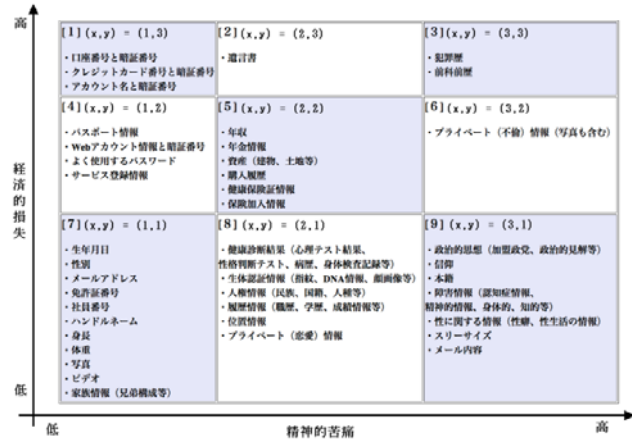 高
[1](x,y) = (1,3)
・口座番号と暗証番号
・クレジットカード番号と暗証番号
・アカウント名と暗証番号
[2](x,y) = (2,3)
・遺言書
[3](x,y) = (3,3)
・犯罪歴
・前科前歴
[4](x,y) = (1,2)
・パスポート情報
・Webアカウント情報と暗証番号
・よく使用するパスワード
・サービス登録情報
[5](x,y) = (2,2)
・年収
・年金情報
・資産（建物、土地等）
・購入履歴
・健康保険証情報
・保険加入情報
[6](x,y) = (3,2)
・プライベート（不倫）情報（写真も含む）
経済的損失
[7](x,y) = (1,1)
・生年月日
・性別
・メールアドレス
・免許証番号
・社員番号
・ハンドルネーム
・身長
・体重
・写真
・ビデオ
・家族情報（兄弟構成等）
[8](x,y) = (2,1)
・健康診断結果（心理テスト結果、
性格判断テスト、病歴、身体検査記録等）
・生体認証情報（指紋、DNA情報、顔画像等）
・人権情報（民族、国籍、人種等）
・履歴情報（職歴、学歴、成績情報等）
・位置情報
・プライベート（恋愛）情報
[9](x,y) = (3,1)
・政治的思想（加盟政党、政治的見解等）
・信仰
・本籍
・障害情報（認知症情報、
精神的情報、身体的、知的等）
・性に関する情報（性癖、性生活の情報）
・スリーサイズ
・メール内容
低
低
精神的苦痛
高